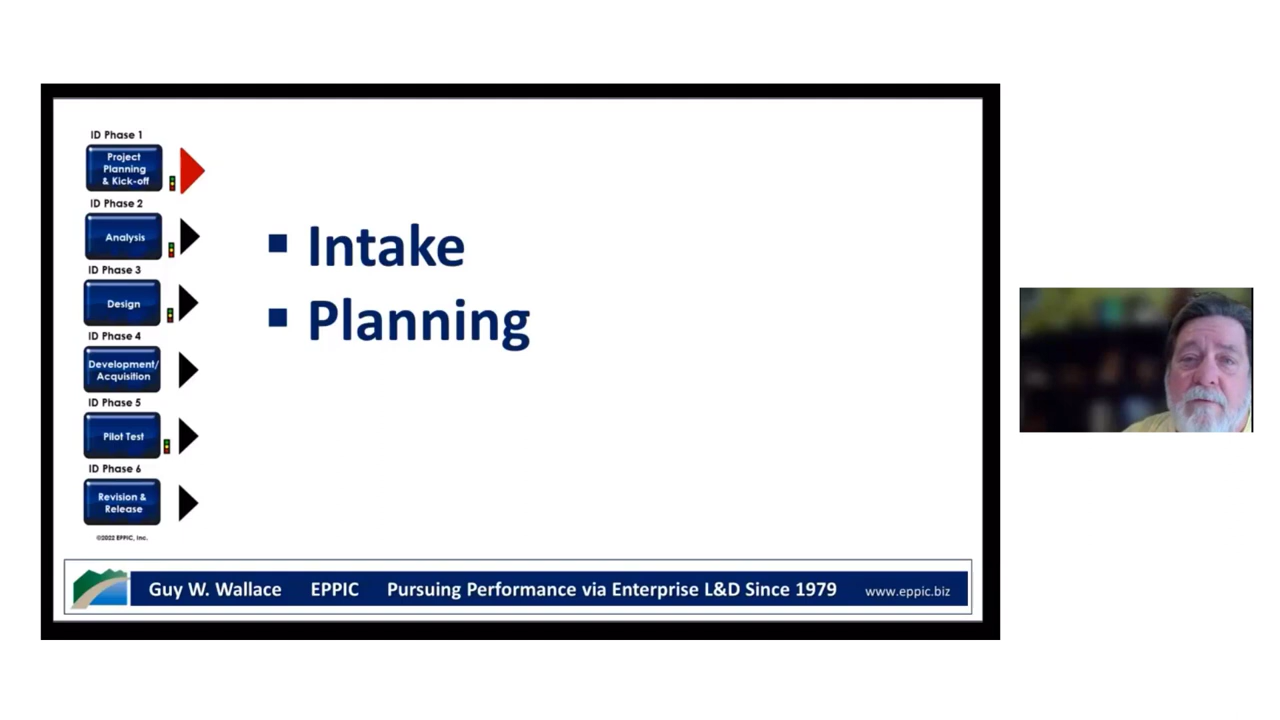 ID Phase 1
Project
Planning
& Kick-off
ID Phase 2
Analysis
ID Phase 3
Design
ID Phase 4
Development/
Acquisition
ID Phase 5
Pilot Test
ID Phase 6
Revision &
Release
©2022 EPPIC, Inc.
▪ Intake
▪ Planning
Guy W. Wallace EPPIC Pursuing Performance via Enterprise L&D Since 1979 www.eppic.biz